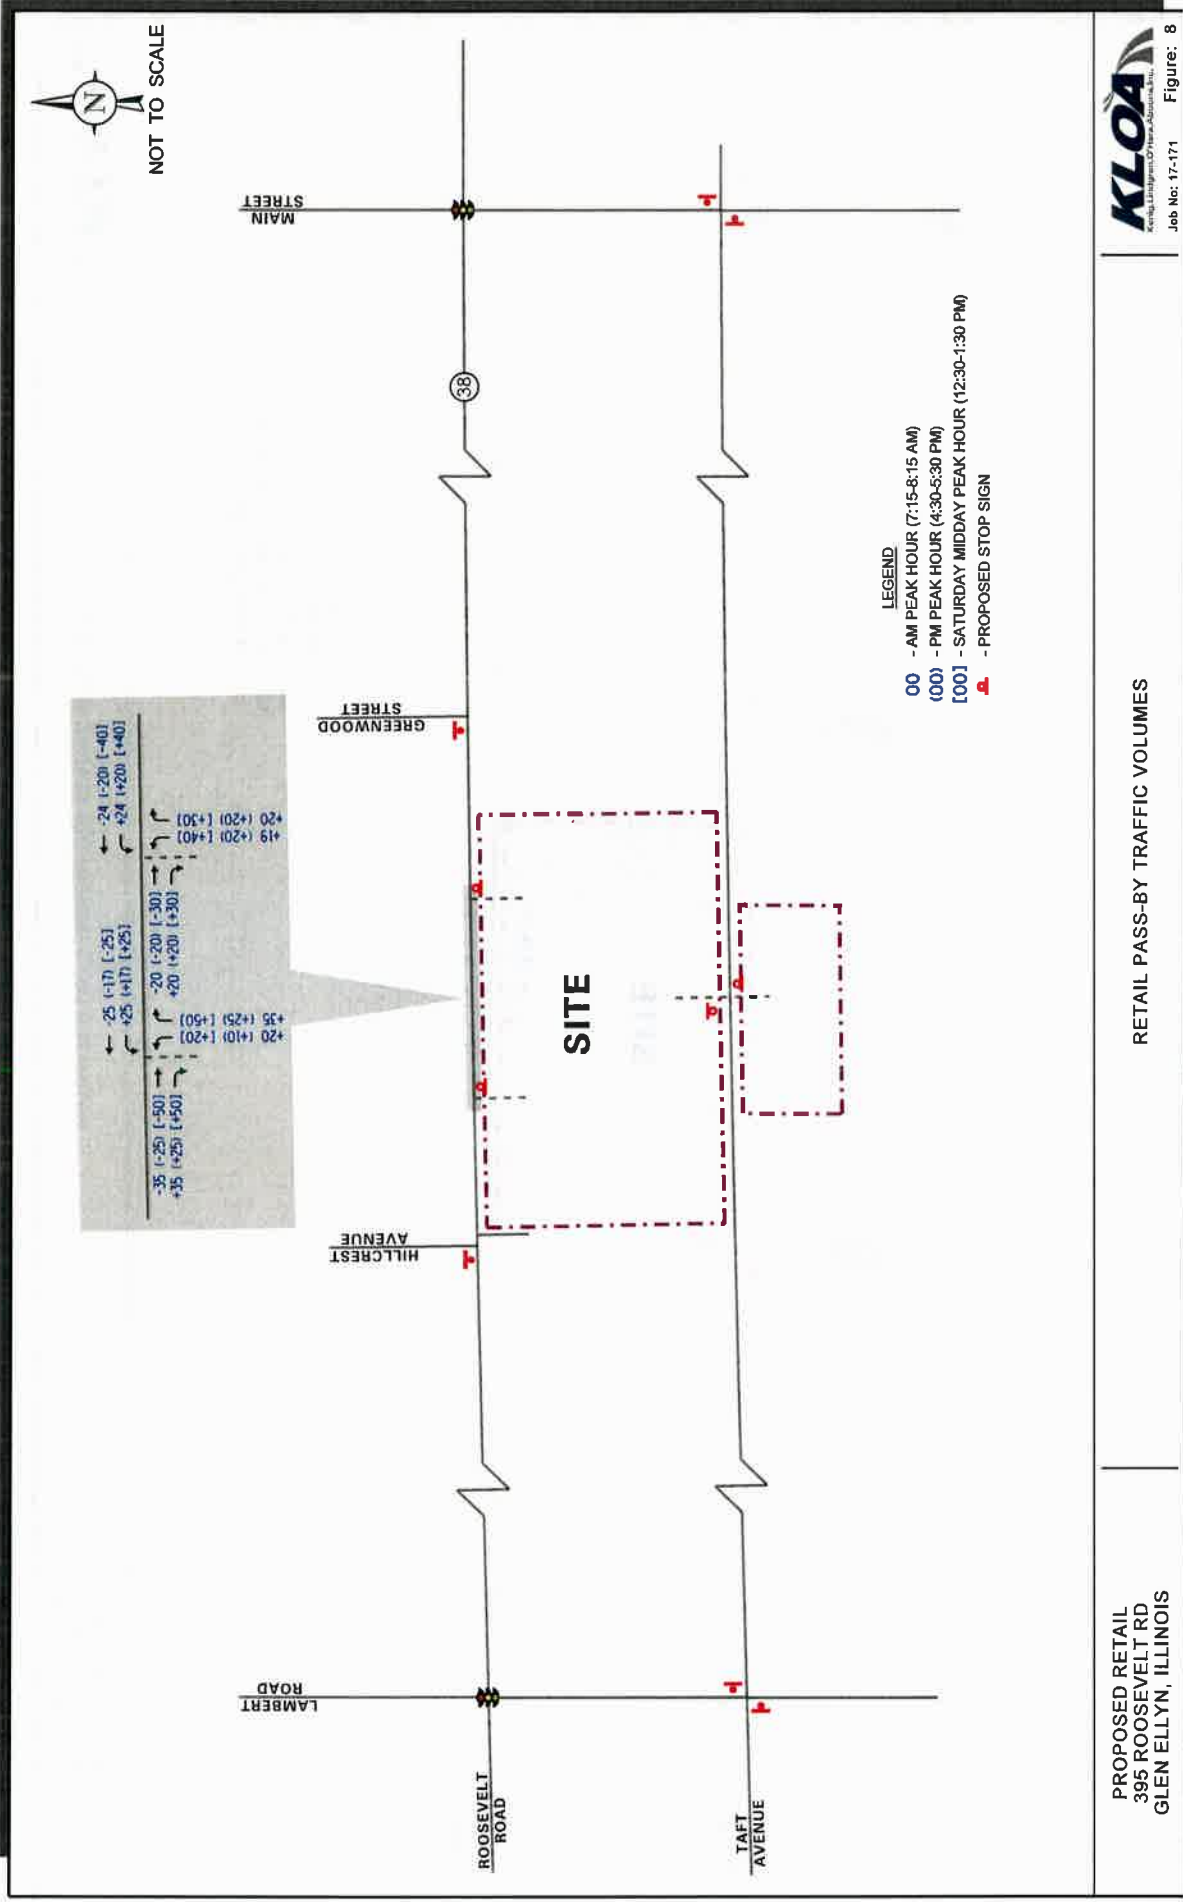 NOT TO SCALE
N
MAIN
STREET
38
GREENWOOD
STREET
HILLCREST
AVENUE
LAMBERT
ROAD
ROOSEVELT
ROAD
TAFT
AVENUE
SITE
-25 (-17) [-25]
+25 (+17) [+25]
-24 (-20) [-40]
+24 (+20) [+40]
-35 (-25) [-50]
+35 (+25) [+50]
-20 (-20) [-30]
+20 (+20) [+30]
+20 (+10) [+20]
+35 (+25) [+50]
+19 (+20) [+40]
+20 (+20) [+30]
LEGEND
00 - AM PEAK HOUR (7:15-8:15 AM)
(00) - PM PEAK HOUR (4:30-5:30 PM)
[00] - SATURDAY MIDDAY PEAK HOUR (12:30-1:30 PM)
- PROPOSED STOP SIGN
PROPOSED RETAIL
395 ROOSEVELT RD
GLEN ELLYN, ILLINOIS
RETAIL PASS-BY TRAFFIC VOLUMES
KLOA
Kenig,Lindgren,O'Hara,Aboona,Inc.
Job No: 17-171 Figure: 8